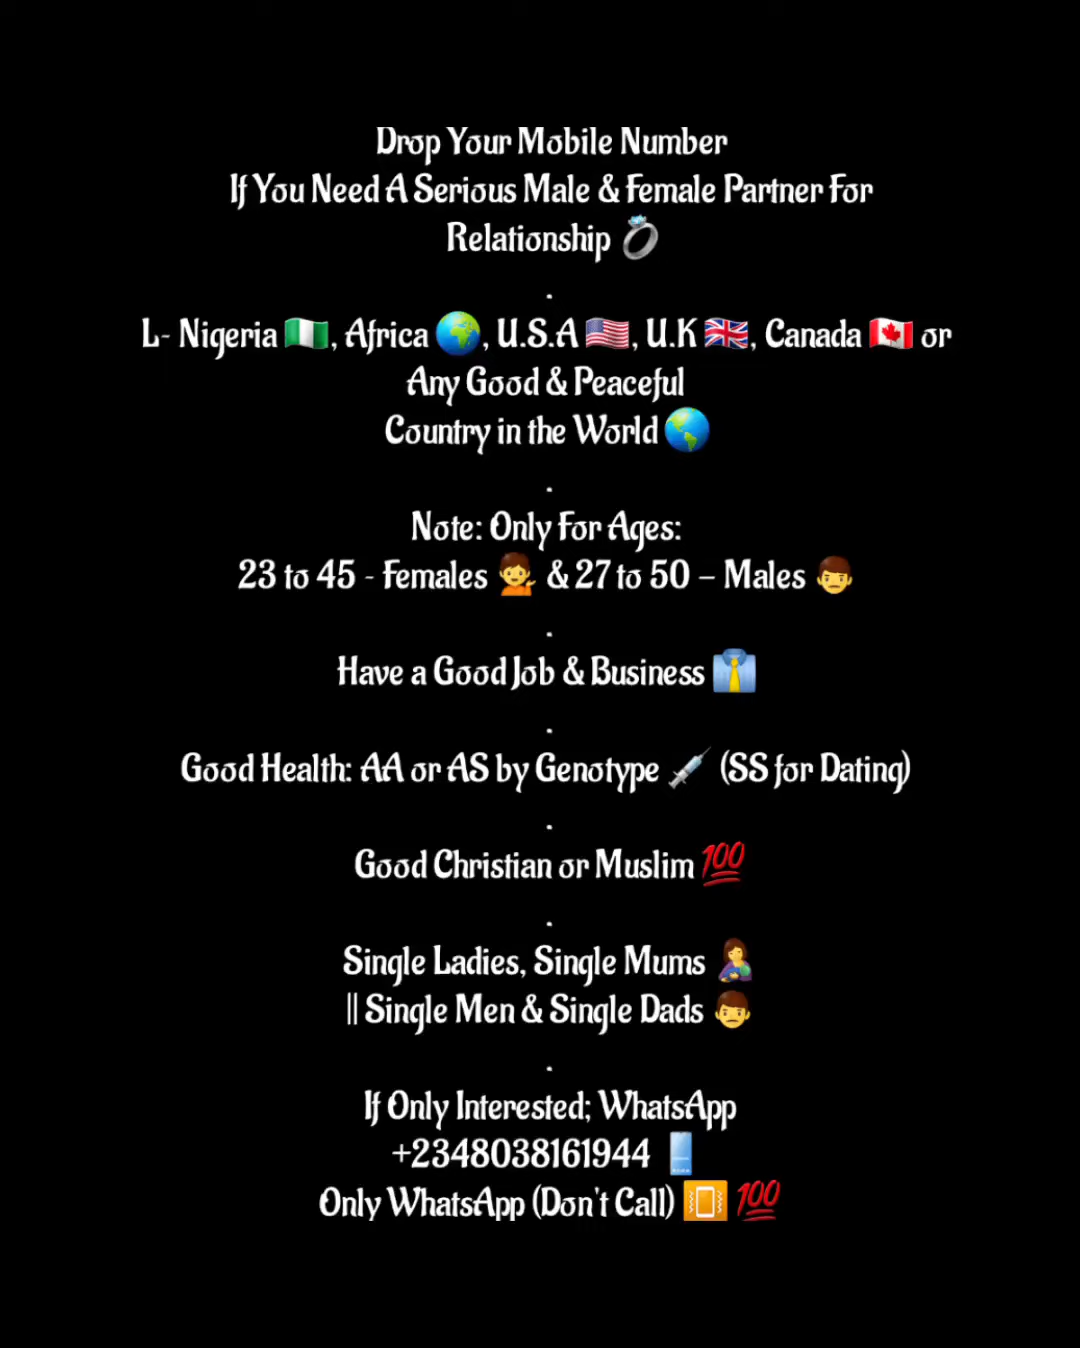 Drop Your Mobile Number
If You Need A Serious Male & Female Partner For
Relationship 💍
.
L- Nigeria 🇳🇬, Africa 🌍, U.S.A 🇺🇸, U.K 🇬🇧, Canada 🇨🇦 or
Any Good & Peaceful
Country in the World 🌎
.
Note: Only For Ages:
23 to 45 - Females 💁 & 27 to 50 – Males 👨
.
Have a Good Job & Business 👔
.
Good Health: AA or AS by Genotype 💉 (SS for Dating)
.
Good Christian or Muslim 💯
.
Single Ladies, Single Mums 👩‍🍼
|| Single Men & Single Dads 👨
.
If Only Interested; WhatsApp
+2348038161944 📱
Only WhatsApp (Don't Call) 📳 💯